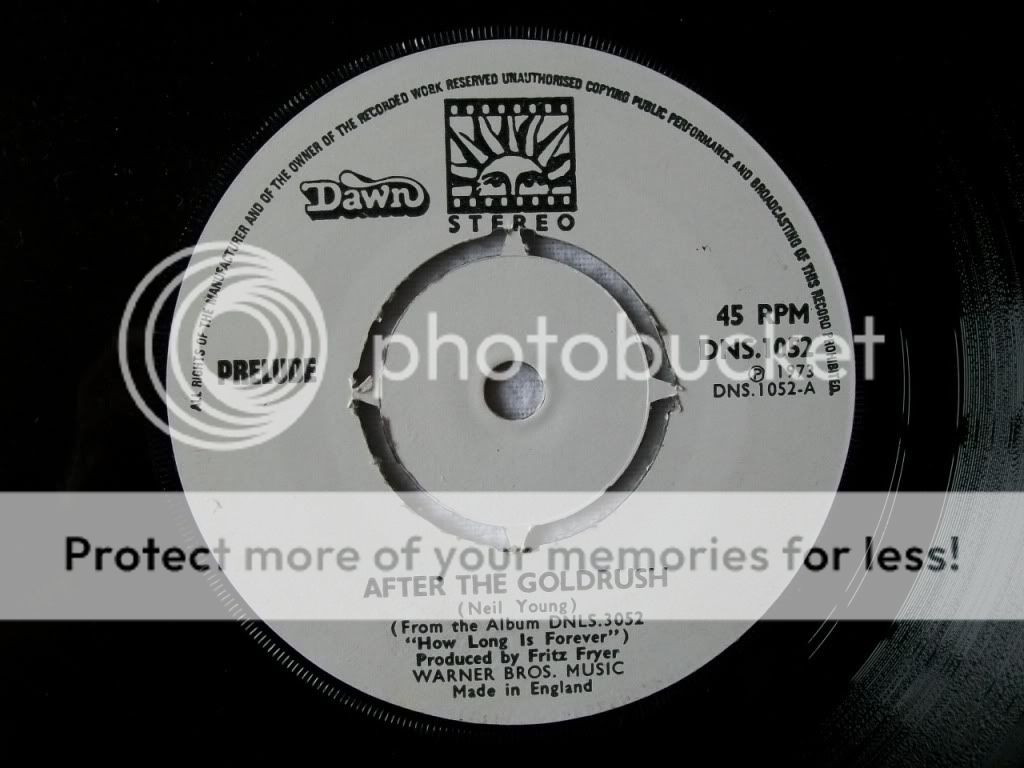 ALL RIGHTS OF THE MANUFACTURER AND OF THE OWNER OF THE RECORDED WORK RESERVED UNAUTHORISED COPYING PUBLIC PERFORMANCE AND BROADCASTING OF THIS RECORD PROHIBITED.
Dawn
STEREO
45 RPM
DNS.1052
℗ 1973
DNS.1052-A
PRELUDE
photobucket
Protect more of your memories for less!
AFTER THE GOLDRUSH
(Neil Young)
(From the Album DNLS.3052
"How Long Is Forever")
Produced by Fritz Fryer
WARNER BROS. MUSIC
Made in England